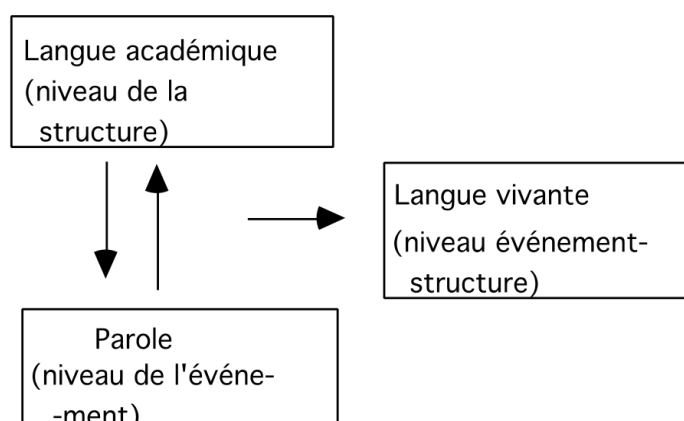 Langue académique
(niveau de la
structure)
Langue vivante
(niveau événement-
structure)
Parole
(niveau de l'événe-
-ment)